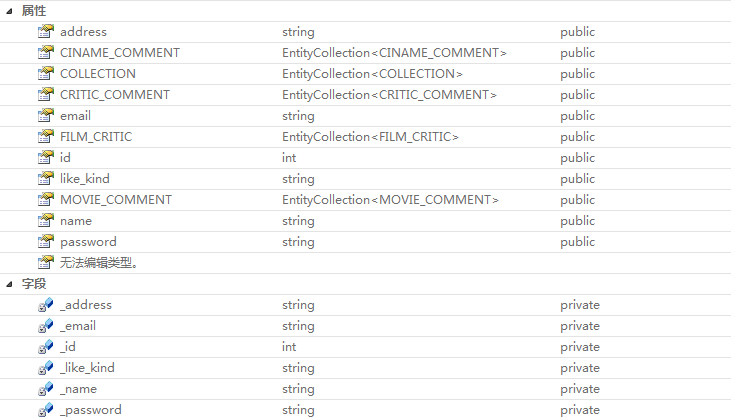 属性
address string public
CINAME_COMMENT EntityCollection<CINAME_COMMENT> public
COLLECTION EntityCollection<COLLECTION> public
CRITIC_COMMENT EntityCollection<CRITIC_COMMENT> public
email string public
FILM_CRITIC EntityCollection<FILM_CRITIC> public
id int public
like_kind string public
MOVIE_COMMENT EntityCollection<MOVIE_COMMENT> public
name string public
password string public
无法编辑类型。
字段
_address string private
_email string private
_id int private
_like_kind string private
_name string private
_password string private